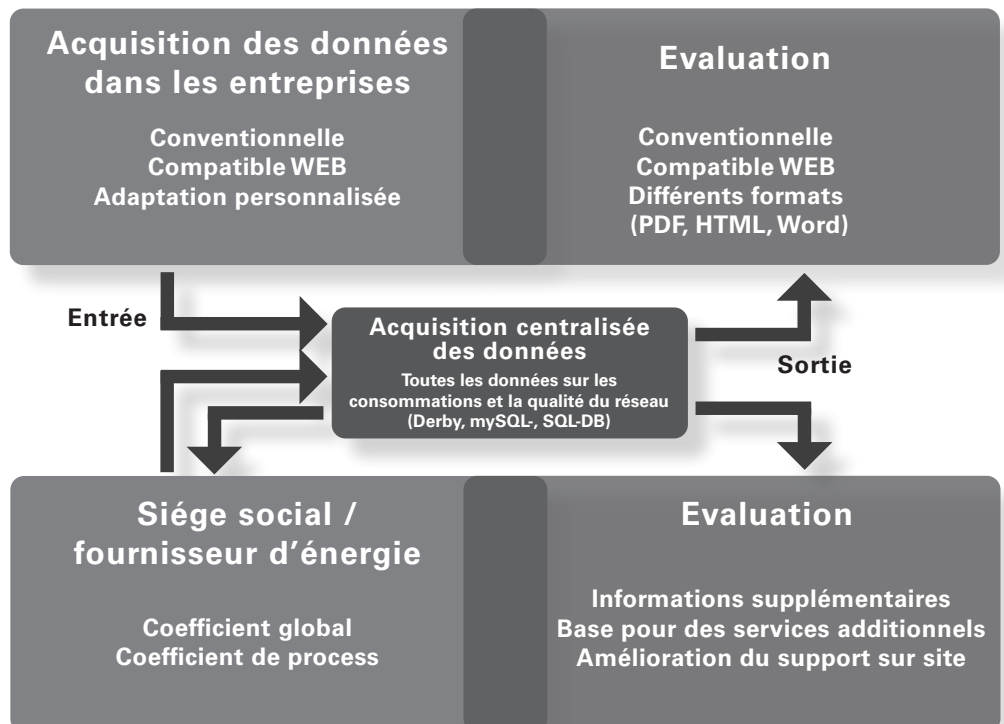 Acquisition des données
dans les entreprises
Conventionnelle
Compatible WEB
Adaptation personnalisée
Evaluation
Conventionnelle
Compatible WEB
Différents formats
(PDF, HTML, Word)
Entrée
Acquisition centralisée
des données
Toutes les données sur les
consommations et la qualité du réseau
(Derby, mySQL-, SQL-DB)
Sortie
Siége social /
fournisseur d’énergie
Coefficient global
Coefficient de process
Evaluation
Informations supplémentaires
Base pour des services additionnels
Amélioration du support sur site